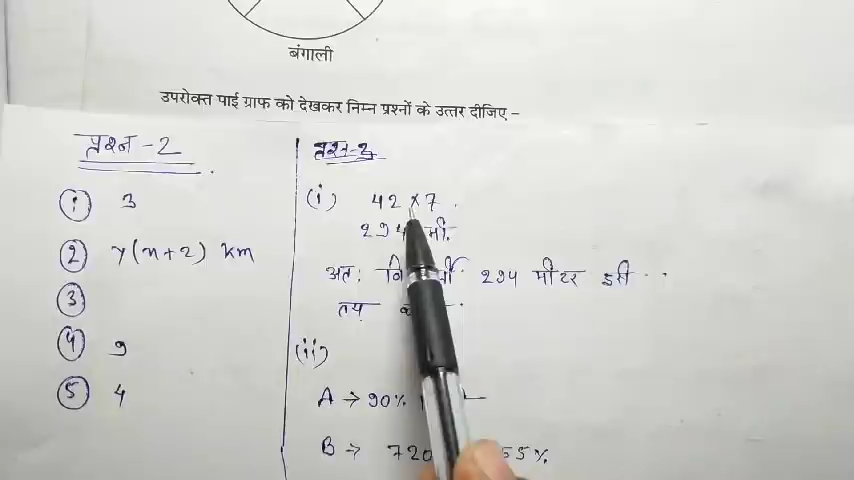 बंगाली
उपरोक्त पाई ग्राफ को देखकर निम्न प्रश्नों के उत्तर दीजिए –
प्रश्न -2
① 3
② y(n+2) km
③
④ 9
⑤ 4
प्रश्न-3
(i) 42 × 7
294 मी.
अतः 294 मीटर
तय
(ii)
A → 90%
B → 720 55%